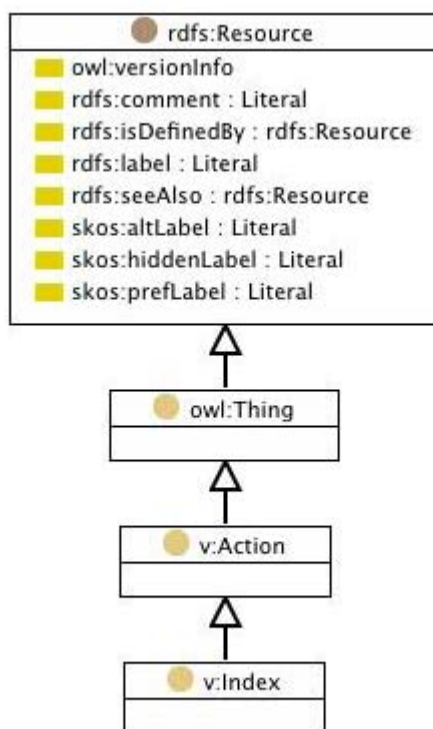 rdfs:Resource
owl:versionInfo
rdfs:comment : Literal
rdfs:isDefinedBy : rdfs:Resource
rdfs:label : Literal
rdfs:seeAlso : rdfs:Resource
skos:altLabel : Literal
skos:hiddenLabel : Literal
skos:prefLabel : Literal
owl:Thing
v:Action
v:Index